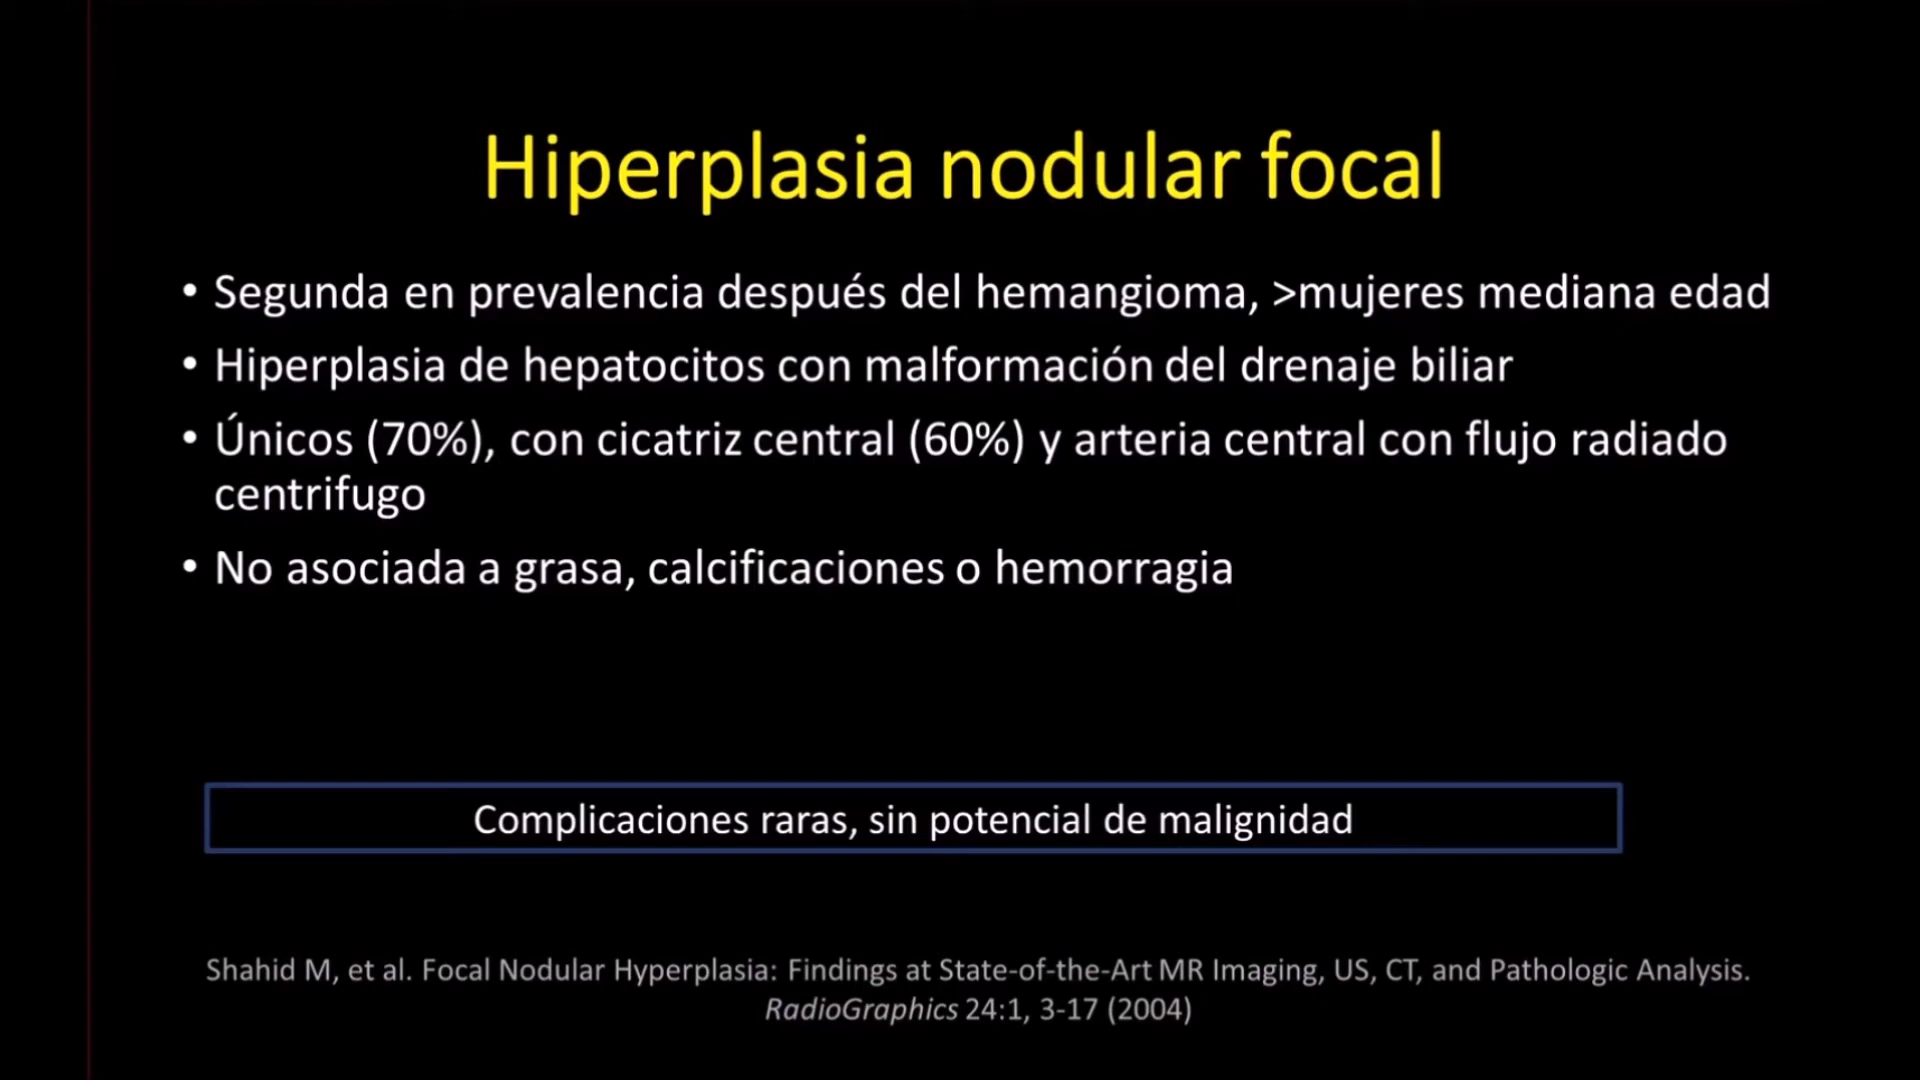 Hiperplasia nodular focal
• Segunda en prevalencia después del hemangioma, >mujeres mediana edad
• Hiperplasia de hepatocitos con malformación del drenaje biliar
• Únicos (70%), con cicatriz central (60%) y arteria central con flujo radiado
centrifugo
• No asociada a grasa, calcificaciones o hemorragia
Complicaciones raras, sin potencial de malignidad
Shahid M, et al. Focal Nodular Hyperplasia: Findings at State-of-the-Art MR Imaging, US, CT, and Pathologic Analysis.
RadioGraphics 24:1, 3-17 (2004)